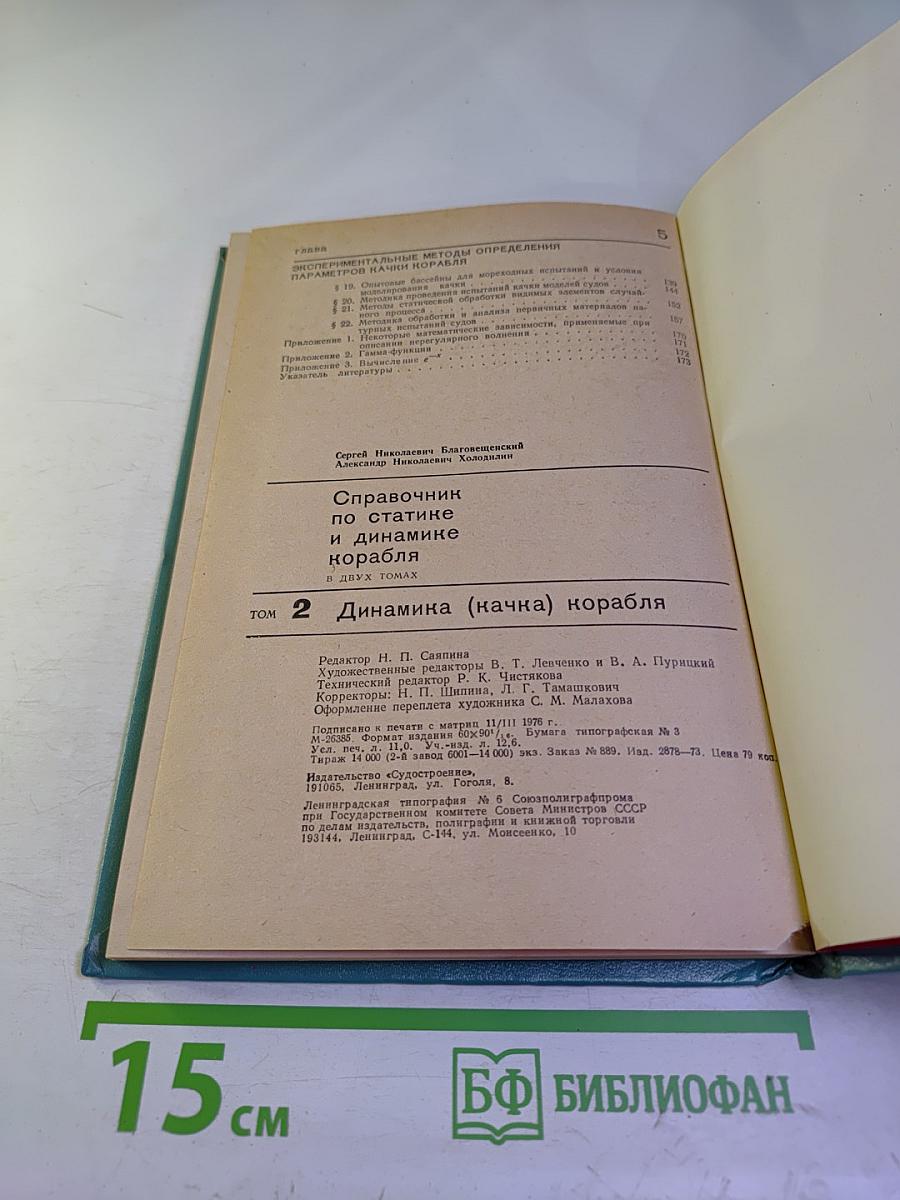 ГЛАВА 5
ЭКСПЕРИМЕНТАЛЬНЫЕ МЕТОДЫ ОПРЕДЕЛЕНИЯ
ПАРАМЕТРОВ КАЧКИ КОРАБЛЯ
§ 19. Опытовые бассейны для мореходных испытаний и условия
моделирования качки . . . . . . . . . . 139
§ 20. Методика проведения испытаний качки моделей судов . . . 144
§ 21. Методы статической обработки видимых элементов случай-
ного процесса . . . . . . . . . . 153
§ 22. Методика обработки и анализа первичных материалов на-
турных испытаний судов . . . . . . . . . . 157
Приложение 1. Некоторые математические зависимости, применяемые при
описании нерегулярного волнения . . . . . . . . 170
Приложение 2. Гамма-функции . . . . . . . . . . 171
Приложение 3. Вычисление e⁻ˣ . . . . . . . . . . 172
Указатель литературы . . . . . . . . . . 173
Сергей Николаевич Благовещенский
Александр Николаевич Холодилин
Справочник
по статике
и динамике
корабля
В ДВУХ ТОМАХ
ТОМ 2 Динамика (качка) корабля
Редактор Н. П. Саяпина
Художественные редакторы В. Т. Левченко и В. А. Пурицкий
Технический редактор Р. К. Чистякова
Корректоры: Н. П. Шипина, Л. Г. Тамашкович
Оформление переплета художника С. М. Малахова
Подписано к печати с матриц 11/III 1976 г.
М-26385. Формат издания 60×90¹/₁₆. Бумага типографская № 3
Усл. печ. л. 11,0. Уч.-изд. л. 12,6.
Тираж 14 000 (2-й завод 6001—14 000) экз. Заказ № 889. Изд. 2878—73. Цена 79 коп.
Издательство «Судостроение»,
191065, Ленинград, ул. Гоголя, 8.
Ленинградская типография № 6 Союзполиграфпрома
при Государственном комитете Совета Министров СССР
по делам издательств, полиграфии и книжной торговли
193144, Ленинград, С-144, ул. Моисеенко, 10
15 см
БФ БИБЛИОФАН